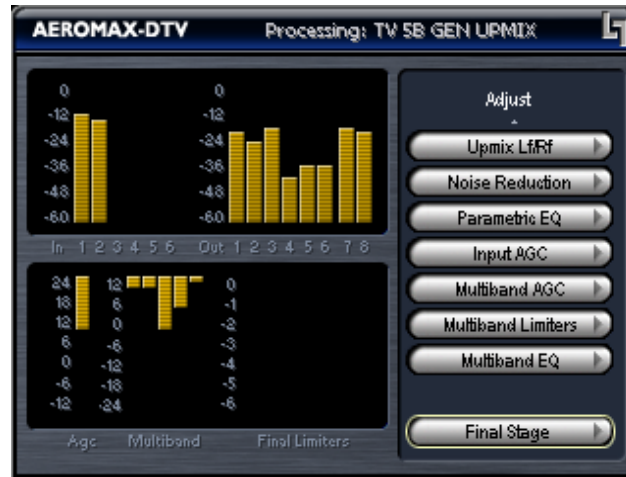 AEROMAX-DTV Processing: TV 5B GEN UPMIX
0 0
-12 -12
-24 -24
-36 -36
-48 -48
-60 -60
In 1 2 3 4 5 6 Out 1 2 3 4 5 6 7 8
24 12 0
18 6 -1
12 0 -2
6 -6 -3
0 -12 -4
-6 -18 -5
-12 -24 -6
Agc Multiband Final Limiters
Adjust
Upmix Lf/Rf
Noise Reduction
Parametric EQ
Input AGC
Multiband AGC
Multiband Limiters
Multiband EQ
Final Stage